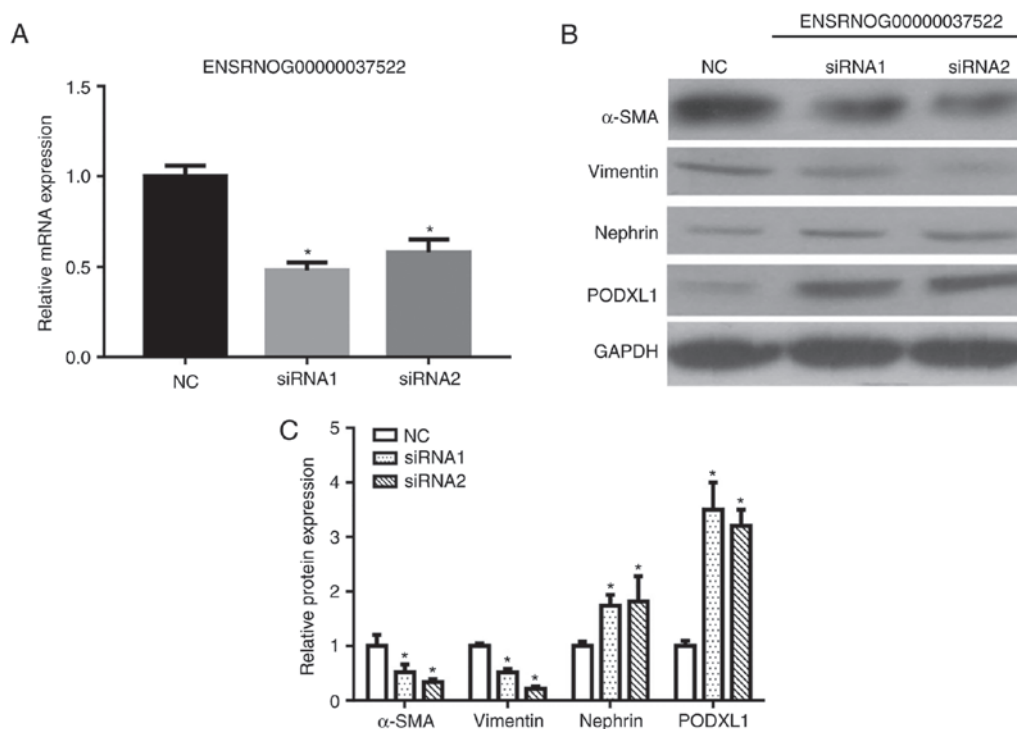 A
ENSRNOG00000037522
Relative mRNA expression
1.5
1.0
0.5
0.0
*
*
NC
siRNA1
siRNA2
B
ENSRNOG00000037522
NC
siRNA1
siRNA2
α-SMA
Vimentin
Nephrin
PODXL1
GAPDH
C
Relative protein expression
5
4
3
2
1
0
NC
siRNA1
siRNA2
*
*
*
*
*
*
*
*
α-SMA
Vimentin
Nephrin
PODXL1